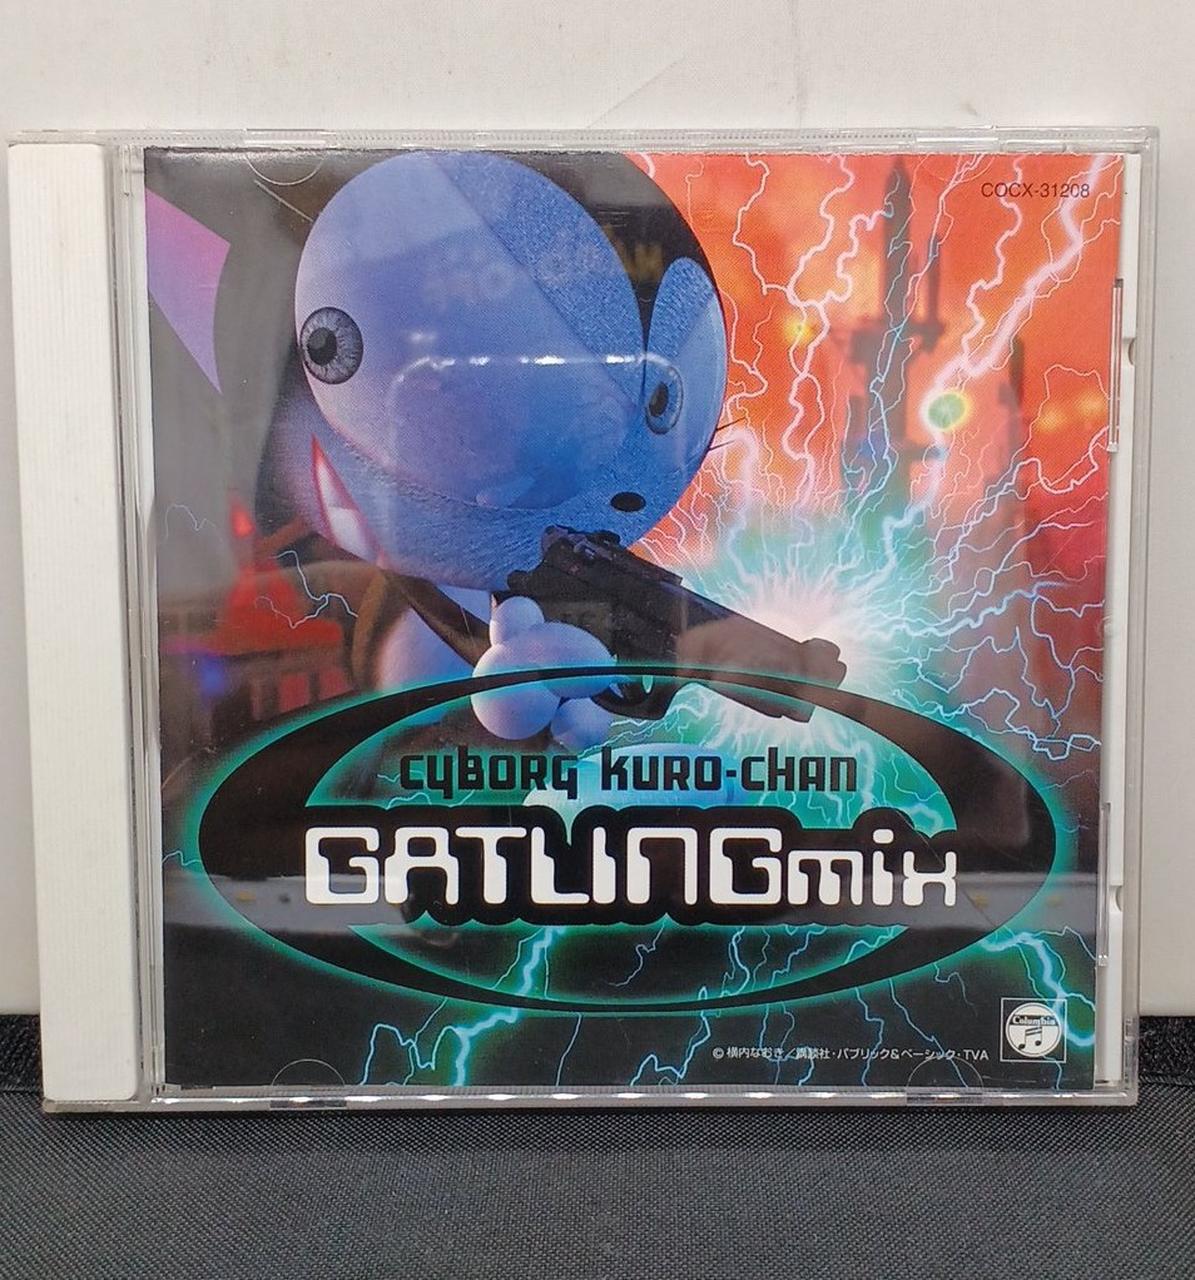 COCX-31208
cyborg kuro-chan
GATLINGmix
Columbia
© 横内なおき／講談社・パブリック&ベーシック・TVA